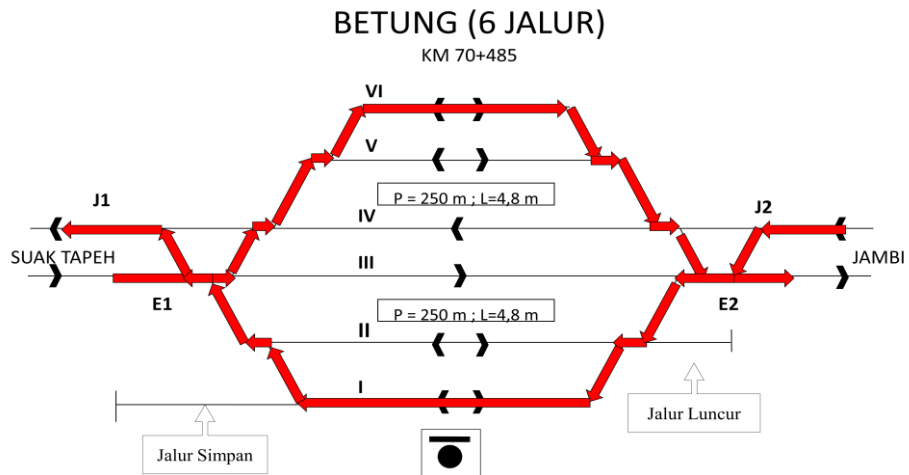 BETUNG (6 JALUR)
KM 70+485
VI
V
P = 250 m ; L=4,8 m
J1
IV
J2
SUAK TAPEH
III
JAMBI
E1
E2
P = 250 m ; L=4,8 m
II
I
Jalur Luncur
Jalur Simpan